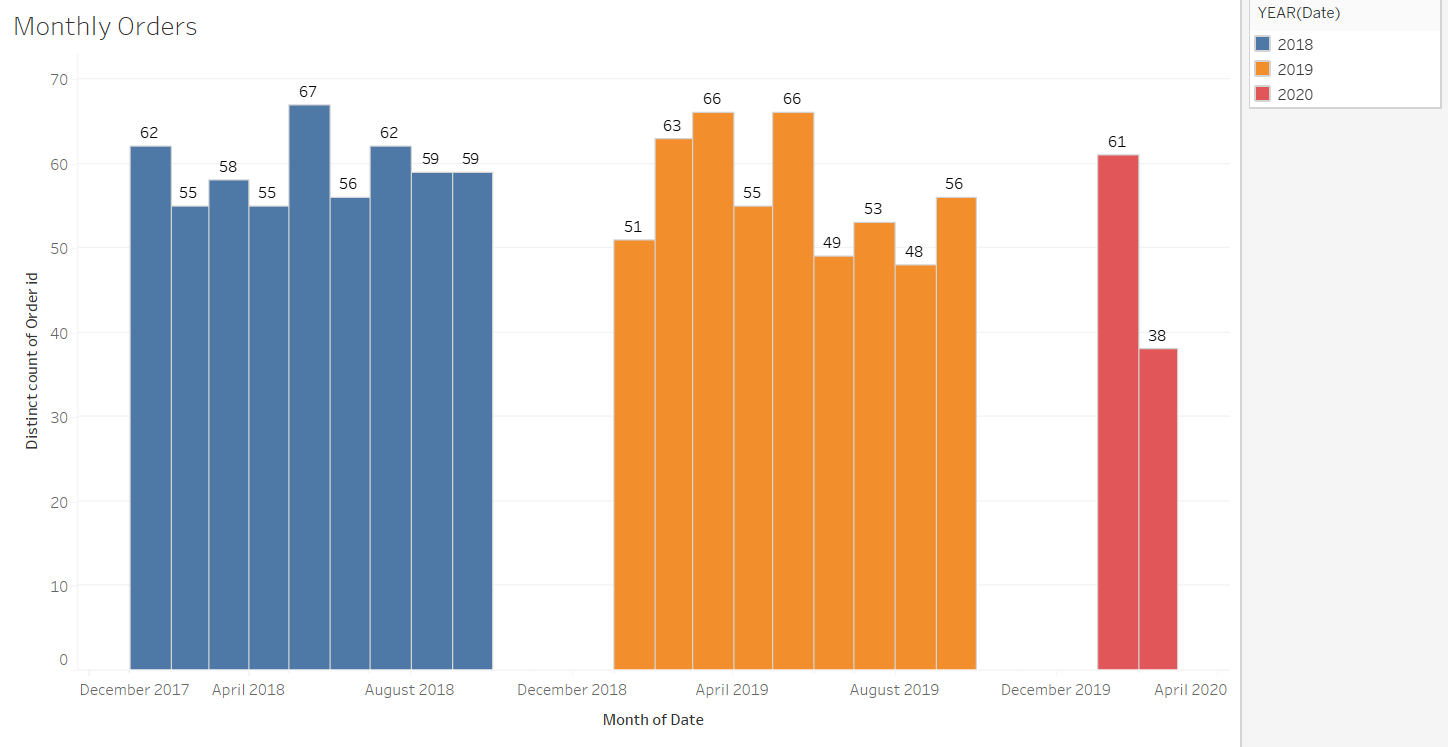 Monthly Orders
YEAR(Date)
2018
2019
2020
Distinct count of Order id
70
60
50
40
30
20
10
0
62
55
58
55
67
56
62
59
59
51
63
66
55
66
49
53
48
56
61
38
December 2017
April 2018
August 2018
December 2018
April 2019
August 2019
December 2019
April 2020
Month of Date